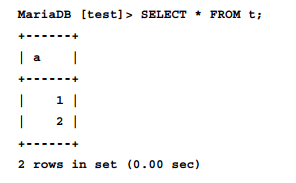 MariaDB [test]> SELECT * FROM t;
+------+
| a    |
+------+
|    1 |
|    2 |
+------+
2 rows in set (0.00 sec)